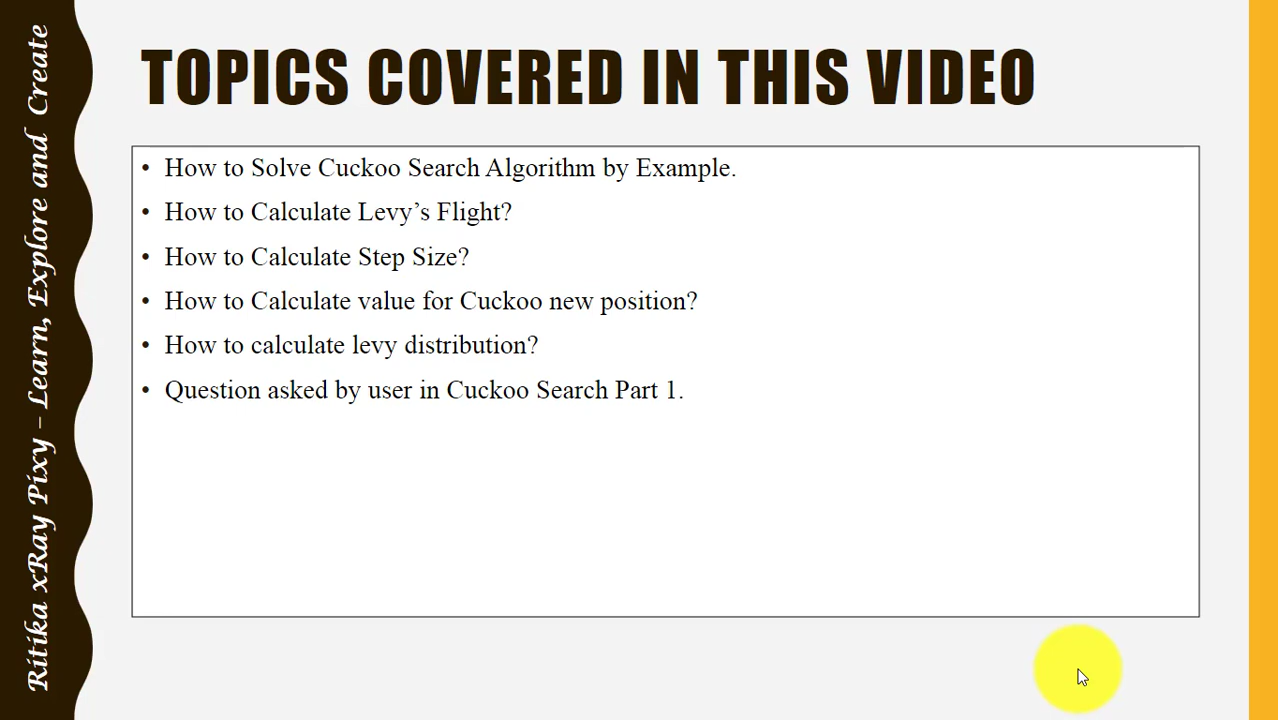 TOPICS COVERED IN THIS VIDEO
• How to Solve Cuckoo Search Algorithm by Example.
• How to Calculate Levy’s Flight?
• How to Calculate Step Size?
• How to Calculate value for Cuckoo new position?
• How to calculate levy distribution?
• Question asked by user in Cuckoo Search Part 1.
Ritika xRay Pixy – Learn, Explore and Create